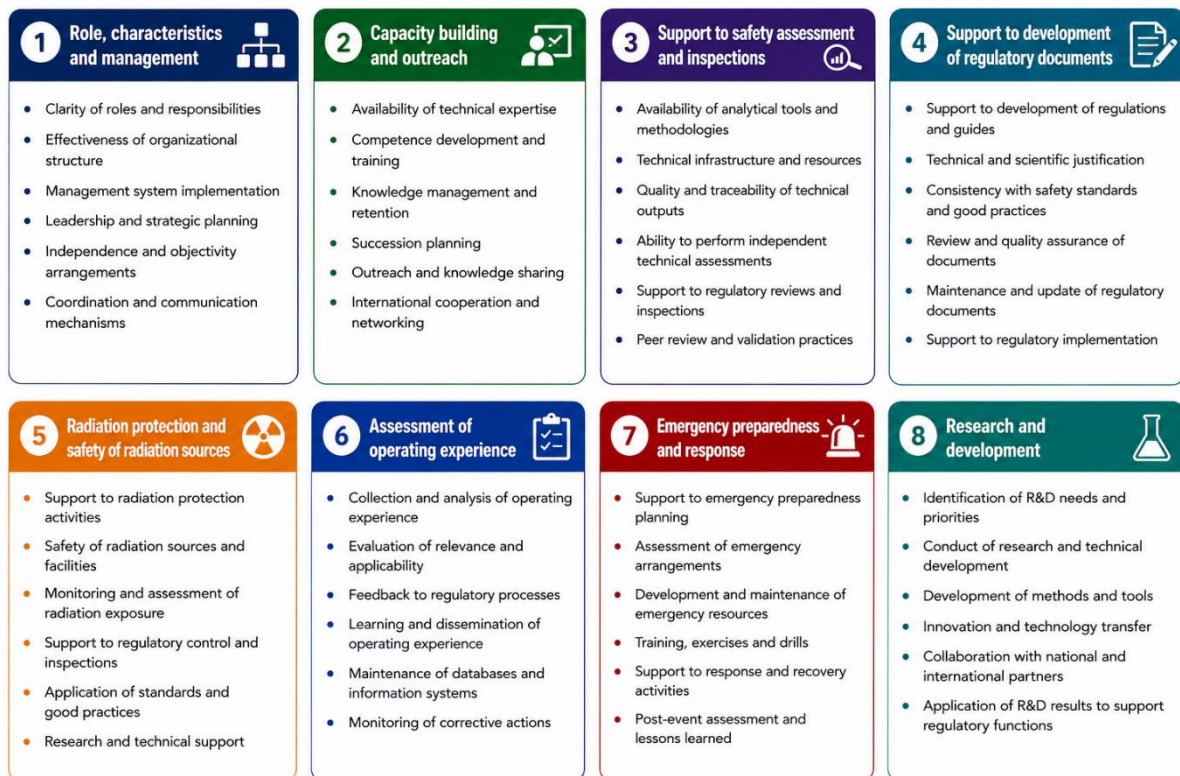 1
Role, characteristics
and management
• Clarity of roles and responsibilities
• Effectiveness of organizational
structure
• Management system implementation
• Leadership and strategic planning
• Independence and objectivity
arrangements
• Coordination and communication
mechanisms
2
Capacity building
and outreach
• Availability of technical expertise
• Competence development and
training
• Knowledge management and
retention
• Succession planning
• Outreach and knowledge sharing
• International cooperation and
networking
3
Support to safety assessment
and inspections
• Availability of analytical tools and
methodologies
• Technical infrastructure and resources
• Quality and traceability of technical
outputs
• Ability to perform independent
technical assessments
• Support to regulatory reviews and
inspections
• Peer review and validation practices
4
Support to development
of regulatory documents
• Support to development of regulations
and guides
• Technical and scientific justification
• Consistency with safety standards
and good practices
• Review and quality assurance of
documents
• Maintenance and update of regulatory
documents
• Support to regulatory implementation
5
Radiation protection and
safety of radiation sources
• Support to radiation protection
activities
• Safety of radiation sources and
facilities
• Monitoring and assessment of
radiation exposure
• Support to regulatory control and
inspections
• Application of standards and
good practices
• Research and technical support
6
Assessment of
operating experience
• Collection and analysis of operating
experience
• Evaluation of relevance and
applicability
• Feedback to regulatory processes
• Learning and dissemination of
operating experience
• Maintenance of databases and
information systems
• Monitoring of corrective actions
7
Emergency preparedness
and response
• Support to emergency preparedness
planning
• Assessment of emergency
arrangements
• Development and maintenance of
emergency resources
• Training, exercises and drills
• Support to response and recovery
activities
• Post-event assessment and
lessons learned
8
Research and
development
• Identification of R&D needs and
priorities
• Conduct of research and technical
development
• Development of methods and tools
• Innovation and technology transfer
• Collaboration with national and
international partners
• Application of R&D results to support
regulatory functions